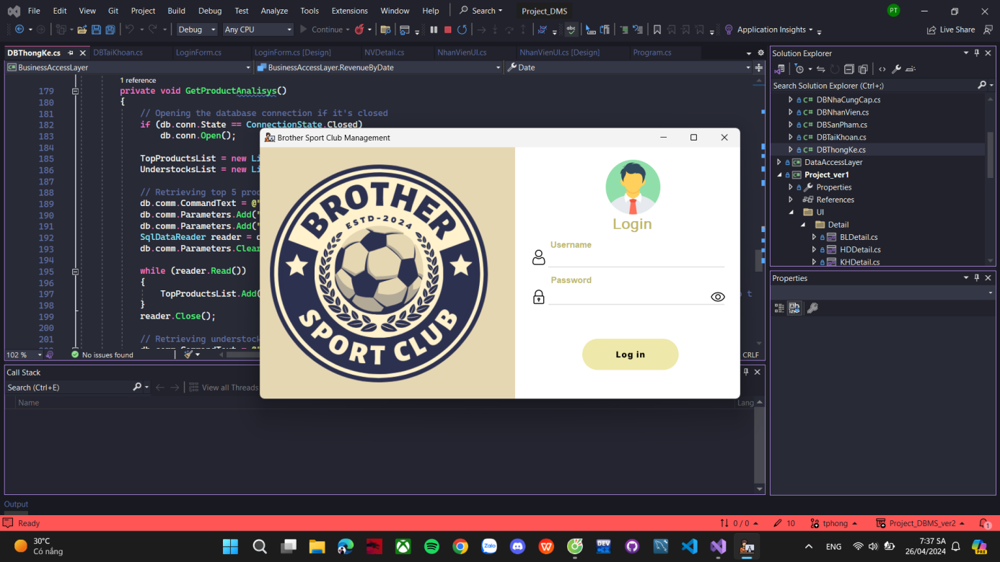 File Edit View Git Project Build Debug Test Analyze Tools Extensions Window Help Search Project_DMS PT
Debug Any CPU Continue Application Insights Live Share
DBThongKe.cs DBTaiKhoan.cs LoginForm.cs LoginForm.cs [Design] NVDetail.cs NhanVienUI.cs NhanVienUI.cs [Design] Program.cs
BusinessAccessLayer BusinessAccessLayer.RevenueByDate Date
1 reference
179 private void GetProductAnalisys()
180 {
181 // Opening the database connection if it's closed
182 if (db.conn.State == ConnectionState.Closed)
183 db.conn.Open();
184
185 TopProductsList = new Li
186 UnderstocksList = new Li
187
188 // Retrieving top 5 prod
189 db.comm.CommandText = @"
190 db.comm.Parameters.Add("
191 db.comm.Parameters.Add("
192 SqlDataReader reader =
193 db.comm.Parameters.Clear
194
195 while (reader.Read())
196 {
197 TopProductsList.Add(
198 }
199 reader.Close();
200
201 // Retrieving understock
102 % No issues found CRLF
Brother Sport Club Management
BROTHER
ESTD-2024
SPORT CLUB
Login
Username
Password
Log in
Call Stack
Search (Ctrl+E) View all Threads
Name Lang
Output
Solution Explorer
Search Solution Explorer (Ctrl+;)
C# DBNhaCungCap.cs
C# DBNhanVien.cs
C# DBSanPham.cs
C# DBTaiKhoan.cs
C# DBThongKe.cs
DataAccessLayer
Project_ver1
Properties
References
UI
Detail
BLDetail.cs
HDDetail.cs
KHDetail.cs
Properties
Ready 0 / 0 10 tphong Project_DBMS_ver2 1
30°C
Có nắng
Zalo
DEV
ENG
7:37 SA
26/04/2024
PRE